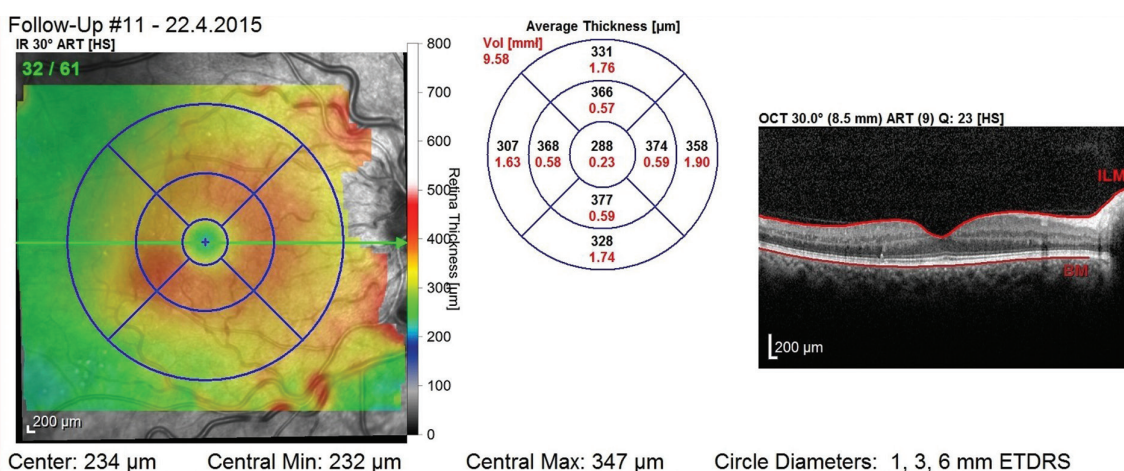 Follow-Up #11 - 22.4.2015
IR 30° ART [HS]
32 / 61
800
700
600
500
400
300
200
100
0
Retina Thickness [µm]
200 µm
Average Thickness [µm]
Vol [mmł]
9.58
331
1.76
366
0.57
307 368 288 374 358
1.63 0.58 0.23 0.59 1.90
377
0.59
328
1.74
OCT 30.0° (8.5 mm) ART (9) Q: 23 [HS]
ILM
BM
200 µm
Center: 234 µm Central Min: 232 µm Central Max: 347 µm Circle Diameters: 1, 3, 6 mm ETDRS